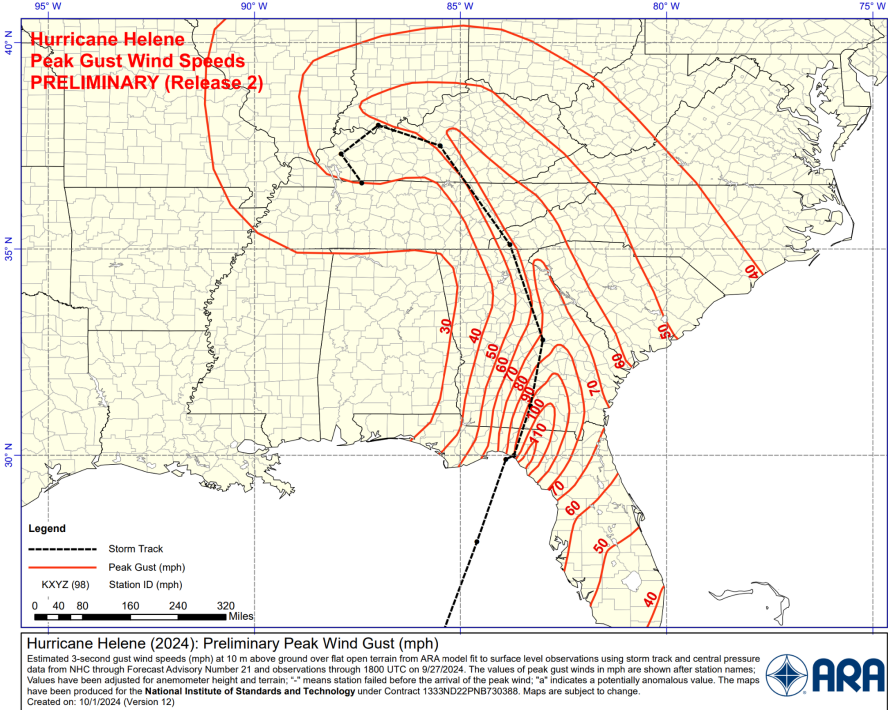 95° W 90° W 85° W 80° W 75° W
40° N
Hurricane Helene
Peak Gust Wind Speeds
PRELIMINARY (Release 2)
40
35° N
30
40
50
60
50
60
70
80
70
90
100
110
30° N
70
60
50
40
Legend
Storm Track
Peak Gust (mph)
KXYZ (98) Station ID (mph)
0 40 80 160 240 320 Miles
Hurricane Helene (2024): Preliminary Peak Wind Gust (mph)
Estimated 3-second gust wind speeds (mph) at 10 m above ground over flat open terrain from ARA model fit to surface level observations using storm track and central pressure
data from NHC through Forecast Advisory Number 21 and observations through 1800 UTC on 9/27/2024. The values of peak gust winds in mph are shown after station names;
Values have been adjusted for anemometer height and terrain; "-" means station failed before the arrival of the peak wind; "a" indicates a potentially anomalous value. The maps
have been produced for the National Institute of Standards and Technology under Contract 1333ND22PNB730388. Maps are subject to change.
Created on: 10/1/2024 (Version 12)
ARA